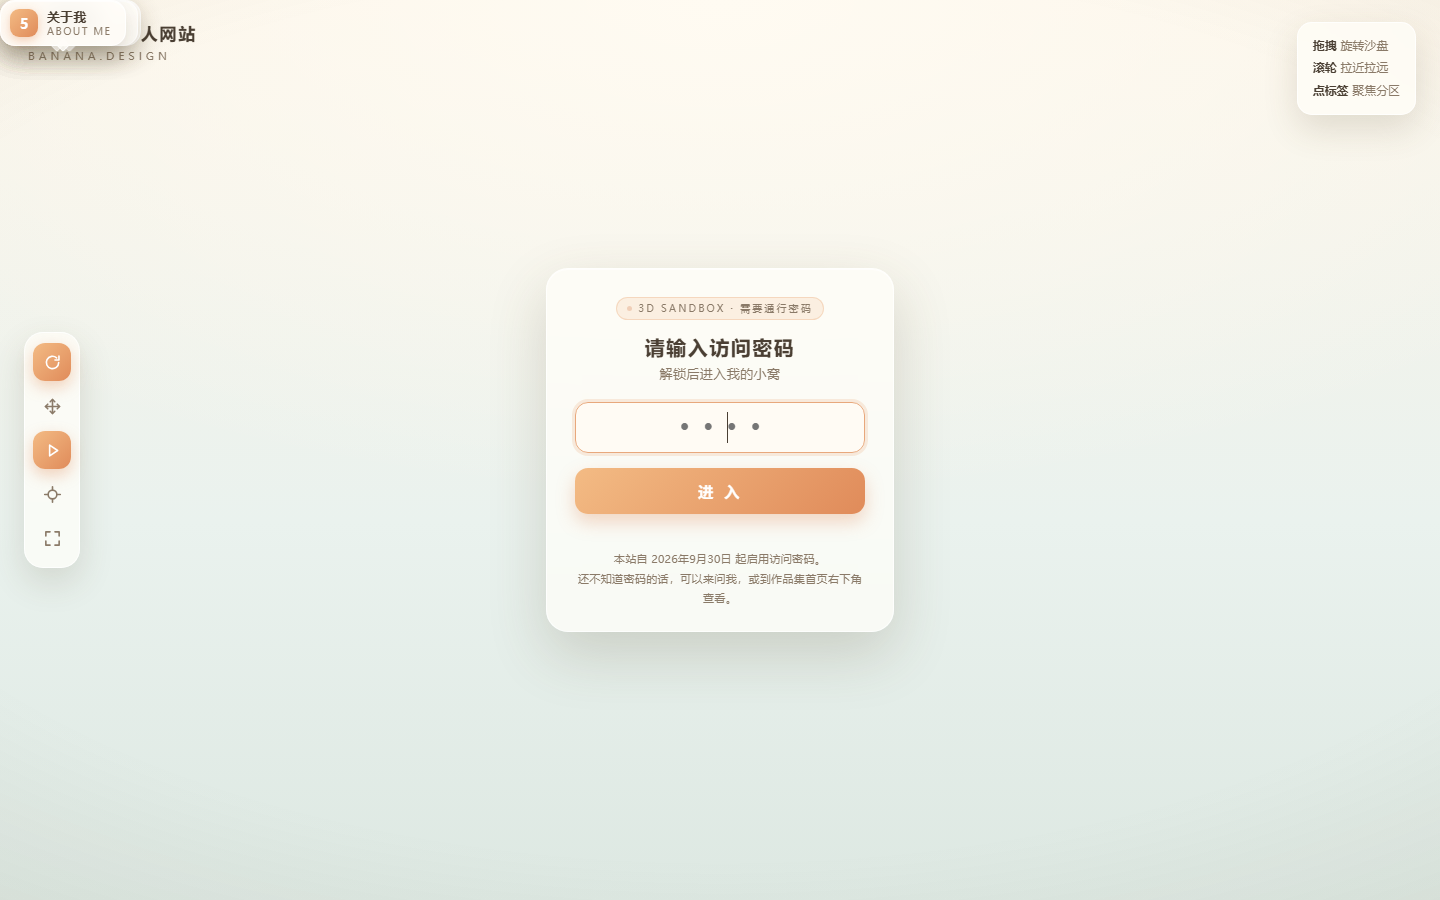 5
关于我
ABOUT ME
人网站
BANANA.DESIGN
拖拽 旋转沙盘
滚轮 拉近拉远
点标签 聚焦分区
3D SANDBOX · 需要通行密码
请输入访问密码
解锁后进入我的小窝
进 入
本站自 2026年9月30日 起启用访问密码。
还不知道密码的话，可以来问我，或到作品集首页右下角
查看。